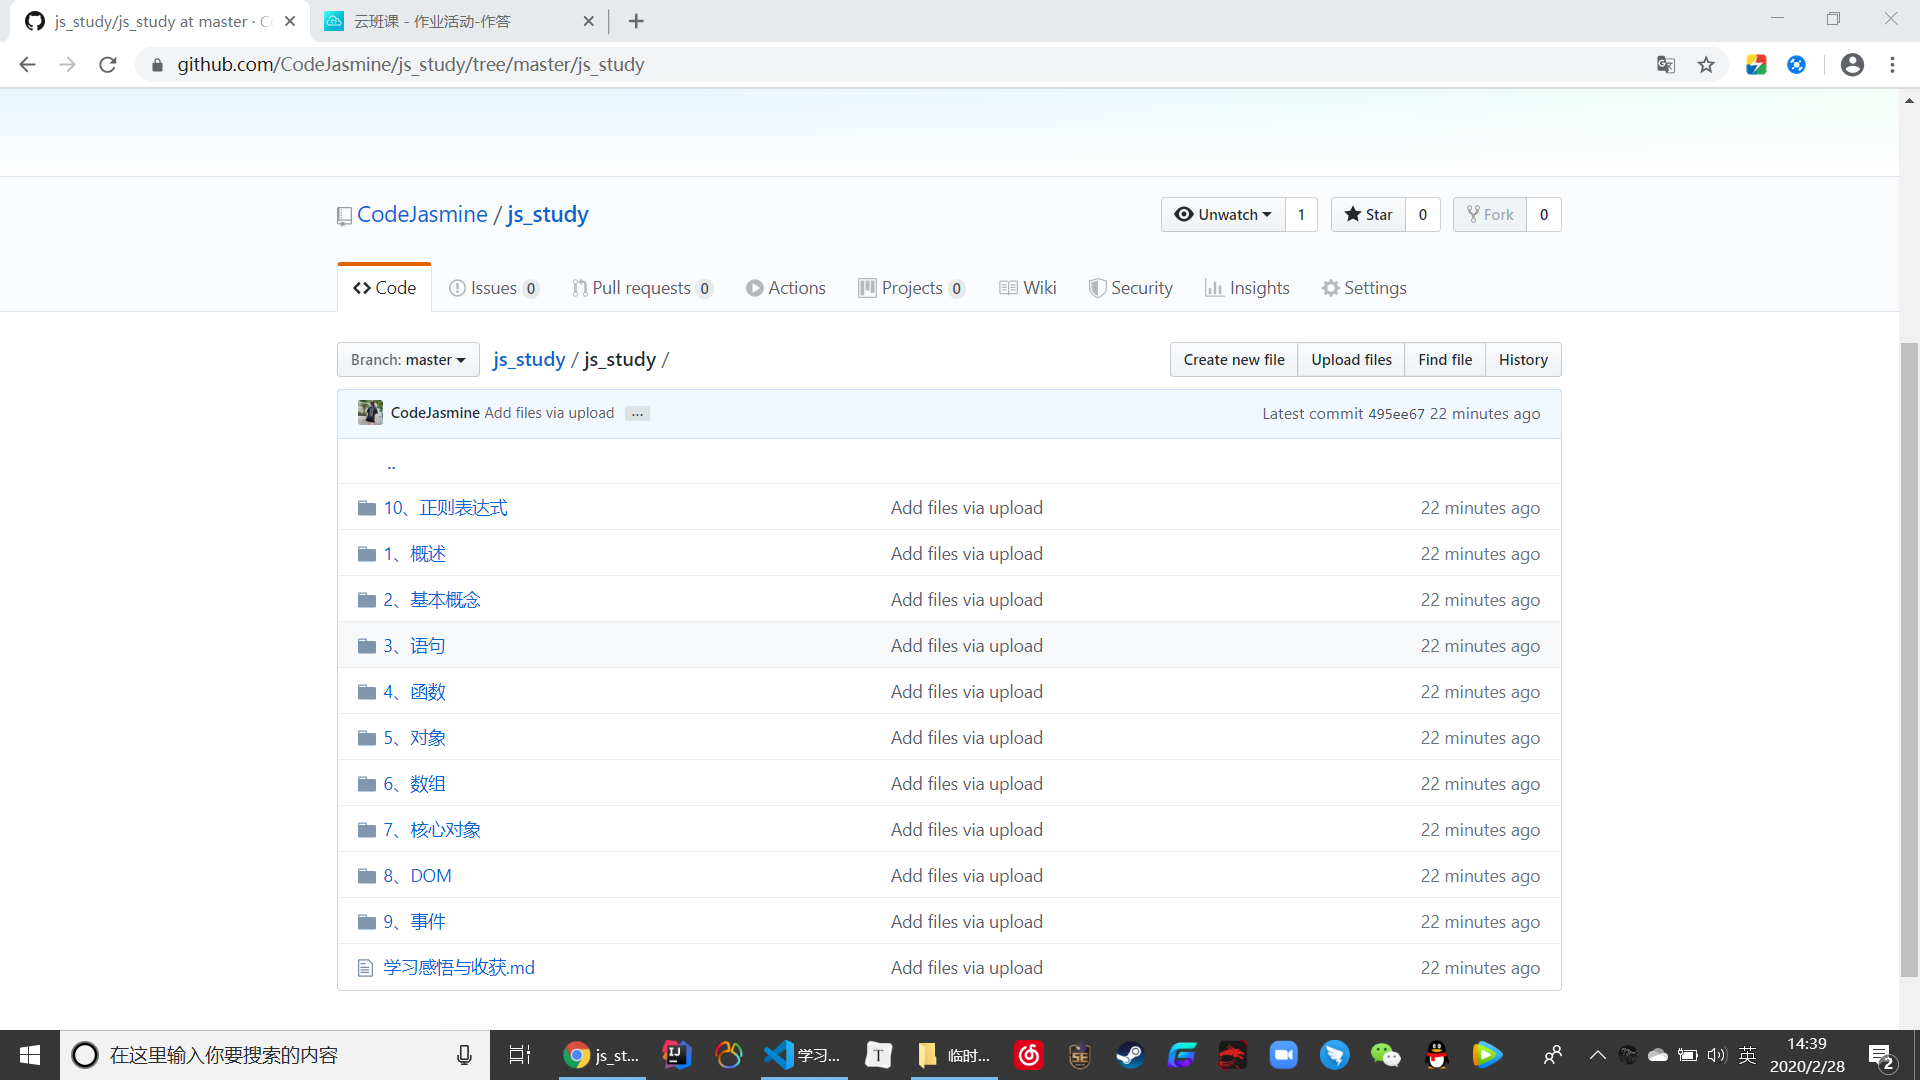 js_study/js_study at master · C
云班课 - 作业活动-作答
github.com/CodeJasmine/js_study/tree/master/js_study
CodeJasmine / js_study
Unwatch 1 Star 0 Fork 0
Code Issues 0 Pull requests 0 Actions Projects 0 Wiki Security Insights Settings
Branch: master js_study / js_study /
Create new file Upload files Find file History
CodeJasmine Add files via upload ... Latest commit 495ee67 22 minutes ago
..
10、正则表达式 Add files via upload 22 minutes ago
1、概述 Add files via upload 22 minutes ago
2、基本概念 Add files via upload 22 minutes ago
3、语句 Add files via upload 22 minutes ago
4、函数 Add files via upload 22 minutes ago
5、对象 Add files via upload 22 minutes ago
6、数组 Add files via upload 22 minutes ago
7、核心对象 Add files via upload 22 minutes ago
8、DOM Add files via upload 22 minutes ago
9、事件 Add files via upload 22 minutes ago
学习感悟与收获.md Add files via upload 22 minutes ago
在这里输入你要搜索的内容 js_st... IJ 学习... T 临时... 英 14:39
2020/2/28 2